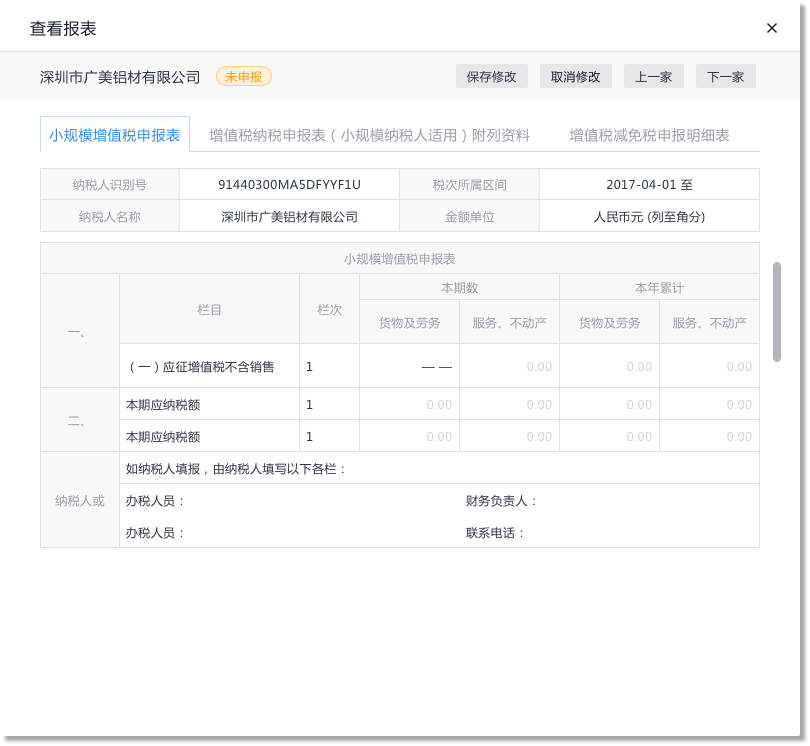 查看报表
深圳市广美铝材有限公司 未申报 保存修改 取消修改 上一家 下一家
小规模增值税申报表 增值税纳税申报表（小规模纳税人适用）附列资料 增值税减免税申报明细表
纳税人识别号 91440300MA5DFYYF1U 税次所属区间 2017-04-01 至
纳税人名称 深圳市广美铝材有限公司 金额单位 人民币元 (列至角分)
小规模增值税申报表
一、 栏目 栏次 本期数 本年累计
货物及劳务 服务、不动产 货物及劳务 服务、不动产
（一）应征增值税不含销售 1 — — 0.00 0.00 0.00
二、 本期应纳税额 1 0.00 0.00 0.00 0.00
本期应纳税额 1 0.00 0.00 0.00 0.00
纳税人或 如纳税人填报，由纳税人填写以下各栏：
办税人员： 财务负责人：
办税人员： 联系电话：